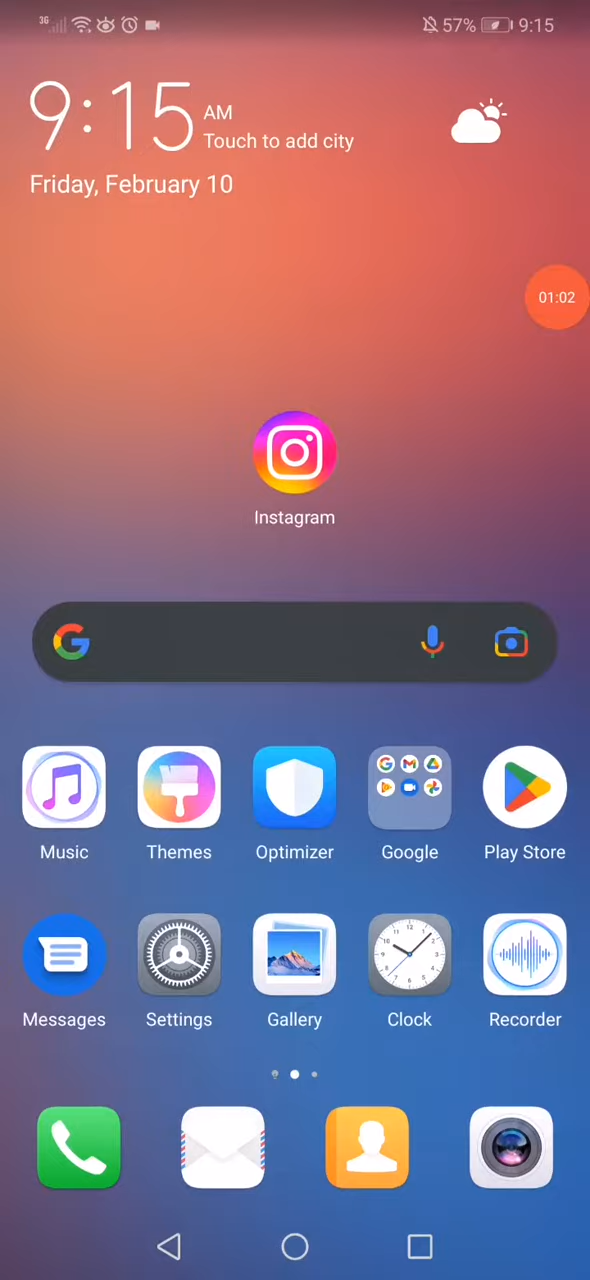 3G 57% 9:15
9:15 AM
Touch to add city
Friday, February 10
01:02
Instagram
Music Themes Optimizer Google Play Store
Messages Settings Gallery Clock Recorder